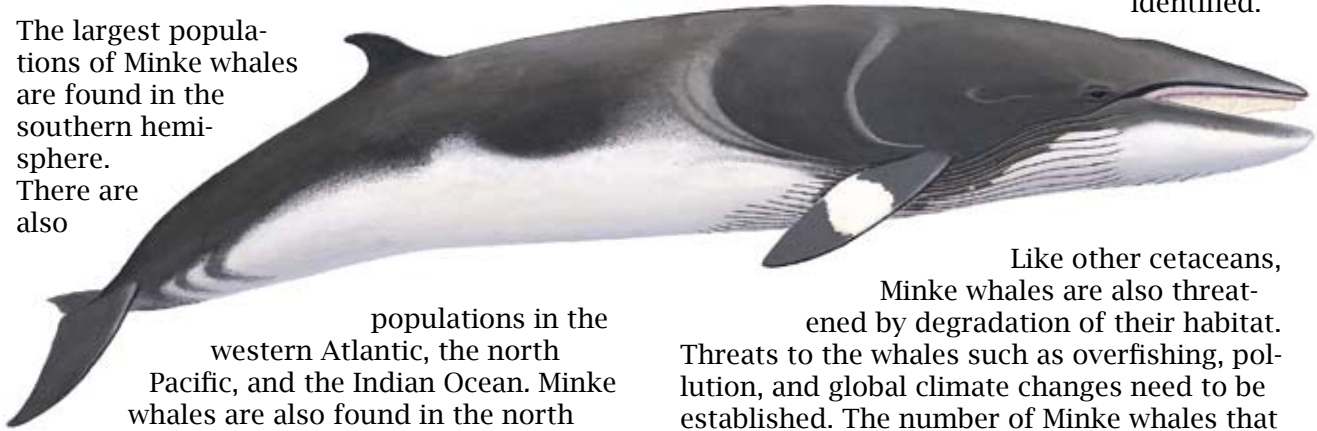 The largest popula-
tions of Minke whales
are found in the
southern hemi-
sphere.
There are
also
populations in the
western Atlantic, the north
Pacific, and the Indian Ocean. Minke
whales are also found in the north
identified.
Like other cetaceans,
Minke whales are also threat-
ened by degradation of their habitat.
Threats to the whales such as overfishing, pol-
lution, and global climate changes need to be
established. The number of Minke whales that